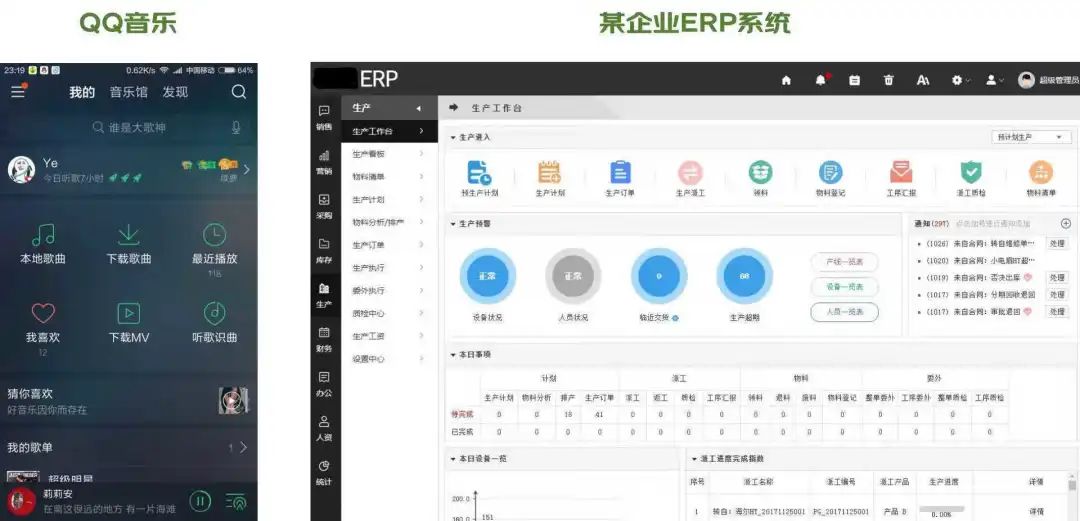 QQ音乐
某企业ERP系统
23:19
0.62K/s
中国移动
64%
我的 音乐馆 发现
谁是大歌神
Ye
今日听歌7小时
本地歌曲 下载歌曲 最近播放
118
我喜欢 下载MV 听歌识曲
12
猜你喜欢
好音乐因你而存在
我的歌单 1
超级明星
莉莉安
在离这很远的地方 有一片海滩
ERP
超级管理员
销售
营销
采购
库存
生产
财务
办公
人资
统计
生产
生产工作台
生产看板
物料清单
生产计划
物料分析/排产
生产订单
生产执行
委外执行
质检中心
生产工资
设置中心
生产工作台
生产进入
预计划生产
预生产计划 生产计划 生产订单 生产派工 领料 物料登记 工序汇报 派工质检 物料清单
生产预警
正常 正常 0 68
设备状况 人员状况 临近交货 生产超期
产线一览表
设备一览表
人员一览表
通知(297)
(1026) 来自合同: 处理
(1020) 来自合同:
(1019) 来自合同: 否决出库 处理
(1017) 来自合同: 分期回收退回 处理
(1017) 来自合同: 审批退回 处理
本日事项
计划 派工 物料 委外
生产计划 物料分析 排产 生产订单 派工 返工 质检 工序汇报 领料 退料 废料 物料登记 整单委外 工序委外 整单质检 工序质检
待完成 0 0 18 41 0 0 0 0 0 0 0 0 0 0 0 0
已完成 0 0 0 0 0 0 0 0 0 0 0 0 0 0 0 0
本日设备一览
200.0
151
160.0
派工进度完成指数
序号 派工名称 派工编号 派工产品 生产进度 详情
1 转自: 海尔BT_20171125001 PG_20171125001 产品 D 0.00% 详情